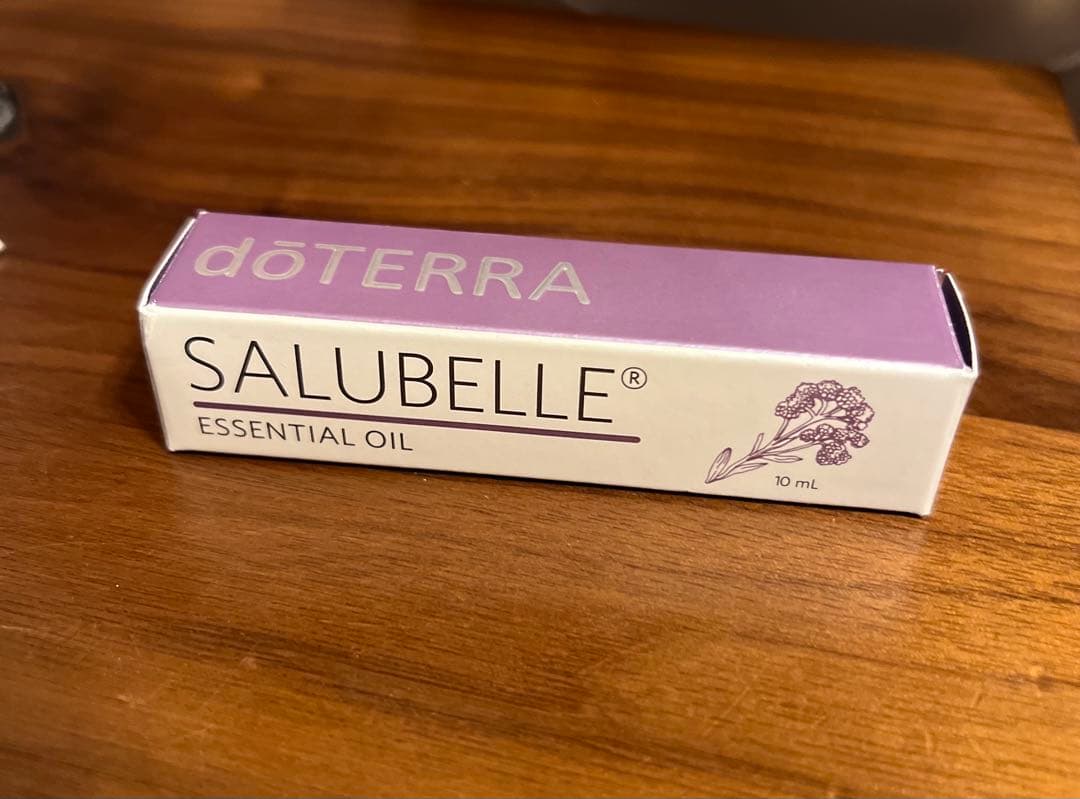 dōTERRA
SALUBELLE®
ESSENTIAL OIL
10 mL